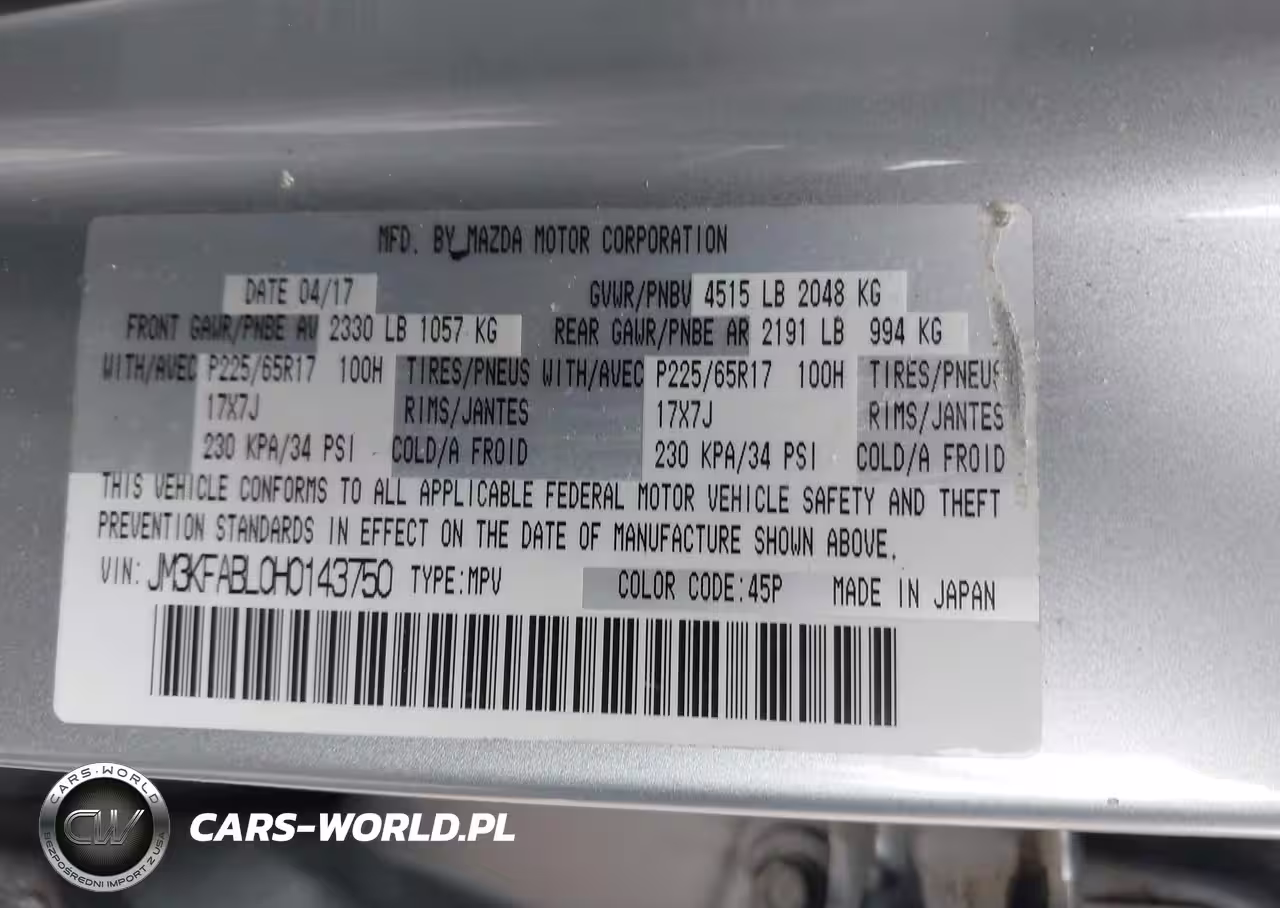 MFD. BY MAZDA MOTOR CORPORATION
DATE 04/17 GVWR/PNBV 4515 LB 2048 KG
FRONT GAWR/PNBE AV 2330 LB 1057 KG REAR GAWR/PNBE AR 2191 LB 994 KG
WITH/AVEC P225/65R17 100H TIRES/PNEUS WITH/AVEC P225/65R17 100H TIRES/PNEUS
17X7J RIMS/JANTES 17X7J RIMS/JANTES
230 KPA/34 PSI COLD/A FROID 230 KPA/34 PSI COLD/A FROID
THIS VEHICLE CONFORMS TO ALL APPLICABLE FEDERAL MOTOR VEHICLE SAFETY AND THEFT
PREVENTION STANDARDS IN EFFECT ON THE DATE OF MANUFACTURE SHOWN ABOVE.
VIN: JM3KFABL0H0143750 TYPE:MPV COLOR CODE:45P MADE IN JAPAN
CARS-WORLD
CW
BEZPOŚREDNI IMPORT Z USA
CARS-WORLD.PL